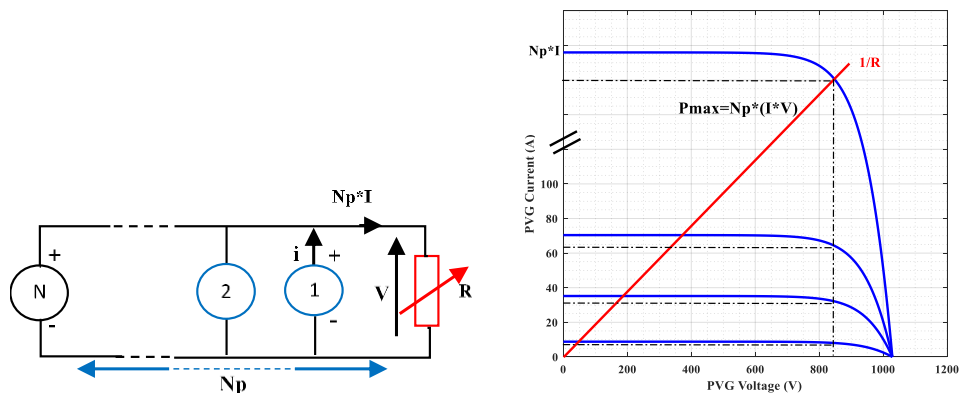 Np*I
N
+
-
2
i
1
+
-
V
R
Np
Np*I
1/R
Pmax=Np*(I*V)
PVG Current (A)
100
80
60
40
20
0
0 200 400 600 800 1000 1200
PVG Voltage (V)